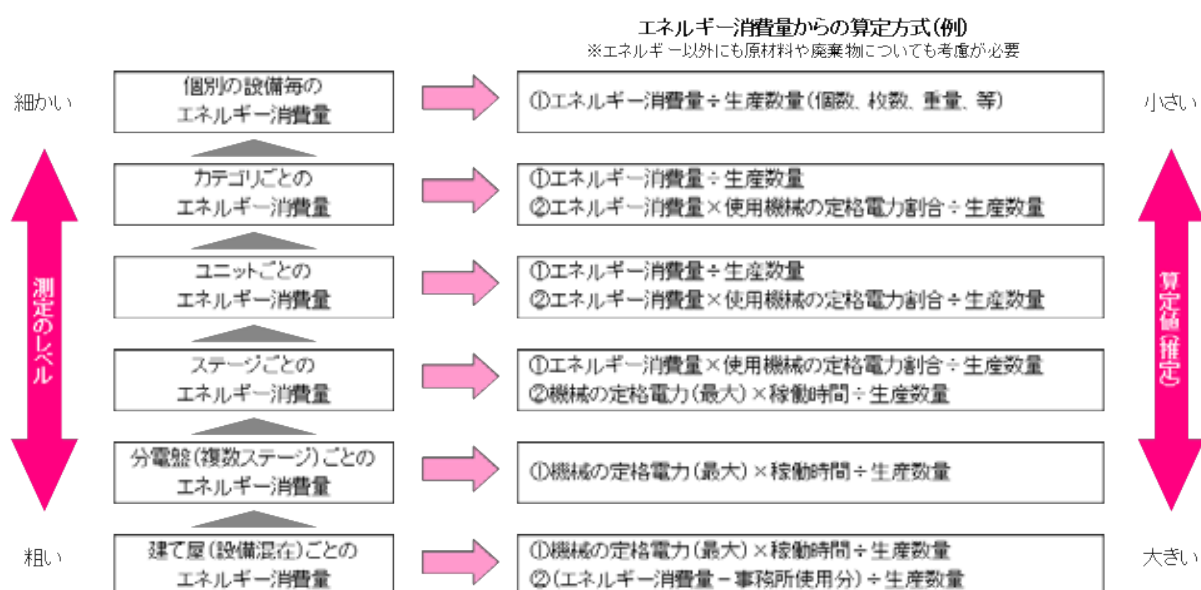 エネルギー消費量からの算定方式(例)
※エネルギー以外にも原材料や廃棄物についても考慮が必要
細かい
個別の設備毎の
エネルギー消費量
①エネルギー消費量÷生産数量(個数、枚数、重量、等)
小さい
カテゴリごとの
エネルギー消費量
①エネルギー消費量÷生産数量
②エネルギー消費量×使用機械の定格電力割合÷生産数量
ユニットごとの
エネルギー消費量
①エネルギー消費量÷生産数量
②エネルギー消費量×使用機械の定格電力割合÷生産数量
測定のレベル
算定値(推定)
ステージごとの
エネルギー消費量
①エネルギー消費量×使用機械の定格電力割合÷生産数量
②機械の定格電力(最大)×稼働時間÷生産数量
分電盤(複数ステージ)ごとの
エネルギー消費量
①機械の定格電力(最大)×稼働時間÷生産数量
粗い
建て屋(設備混在)ごとの
エネルギー消費量
①機械の定格電力(最大)×稼働時間÷生産数量
②(エネルギー消費量-事務所使用分)÷生産数量
大きい